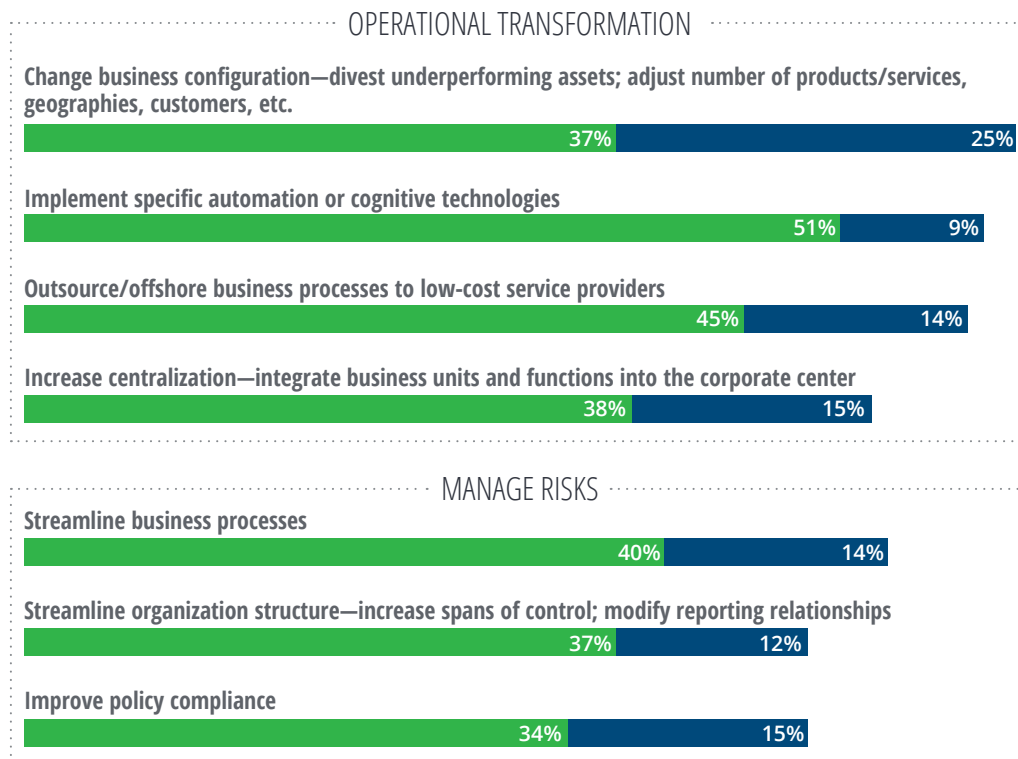 OPERATIONAL TRANSFORMATION
Change business configuration—divest underperforming assets; adjust number of products/services,
geographies, customers, etc.
37% 25%
Implement specific automation or cognitive technologies
51% 9%
Outsource/offshore business processes to low-cost service providers
45% 14%
Increase centralization—integrate business units and functions into the corporate center
38% 15%
MANAGE RISKS
Streamline business processes
40% 14%
Streamline organization structure—increase spans of control; modify reporting relationships
37% 12%
Improve policy compliance
34% 15%